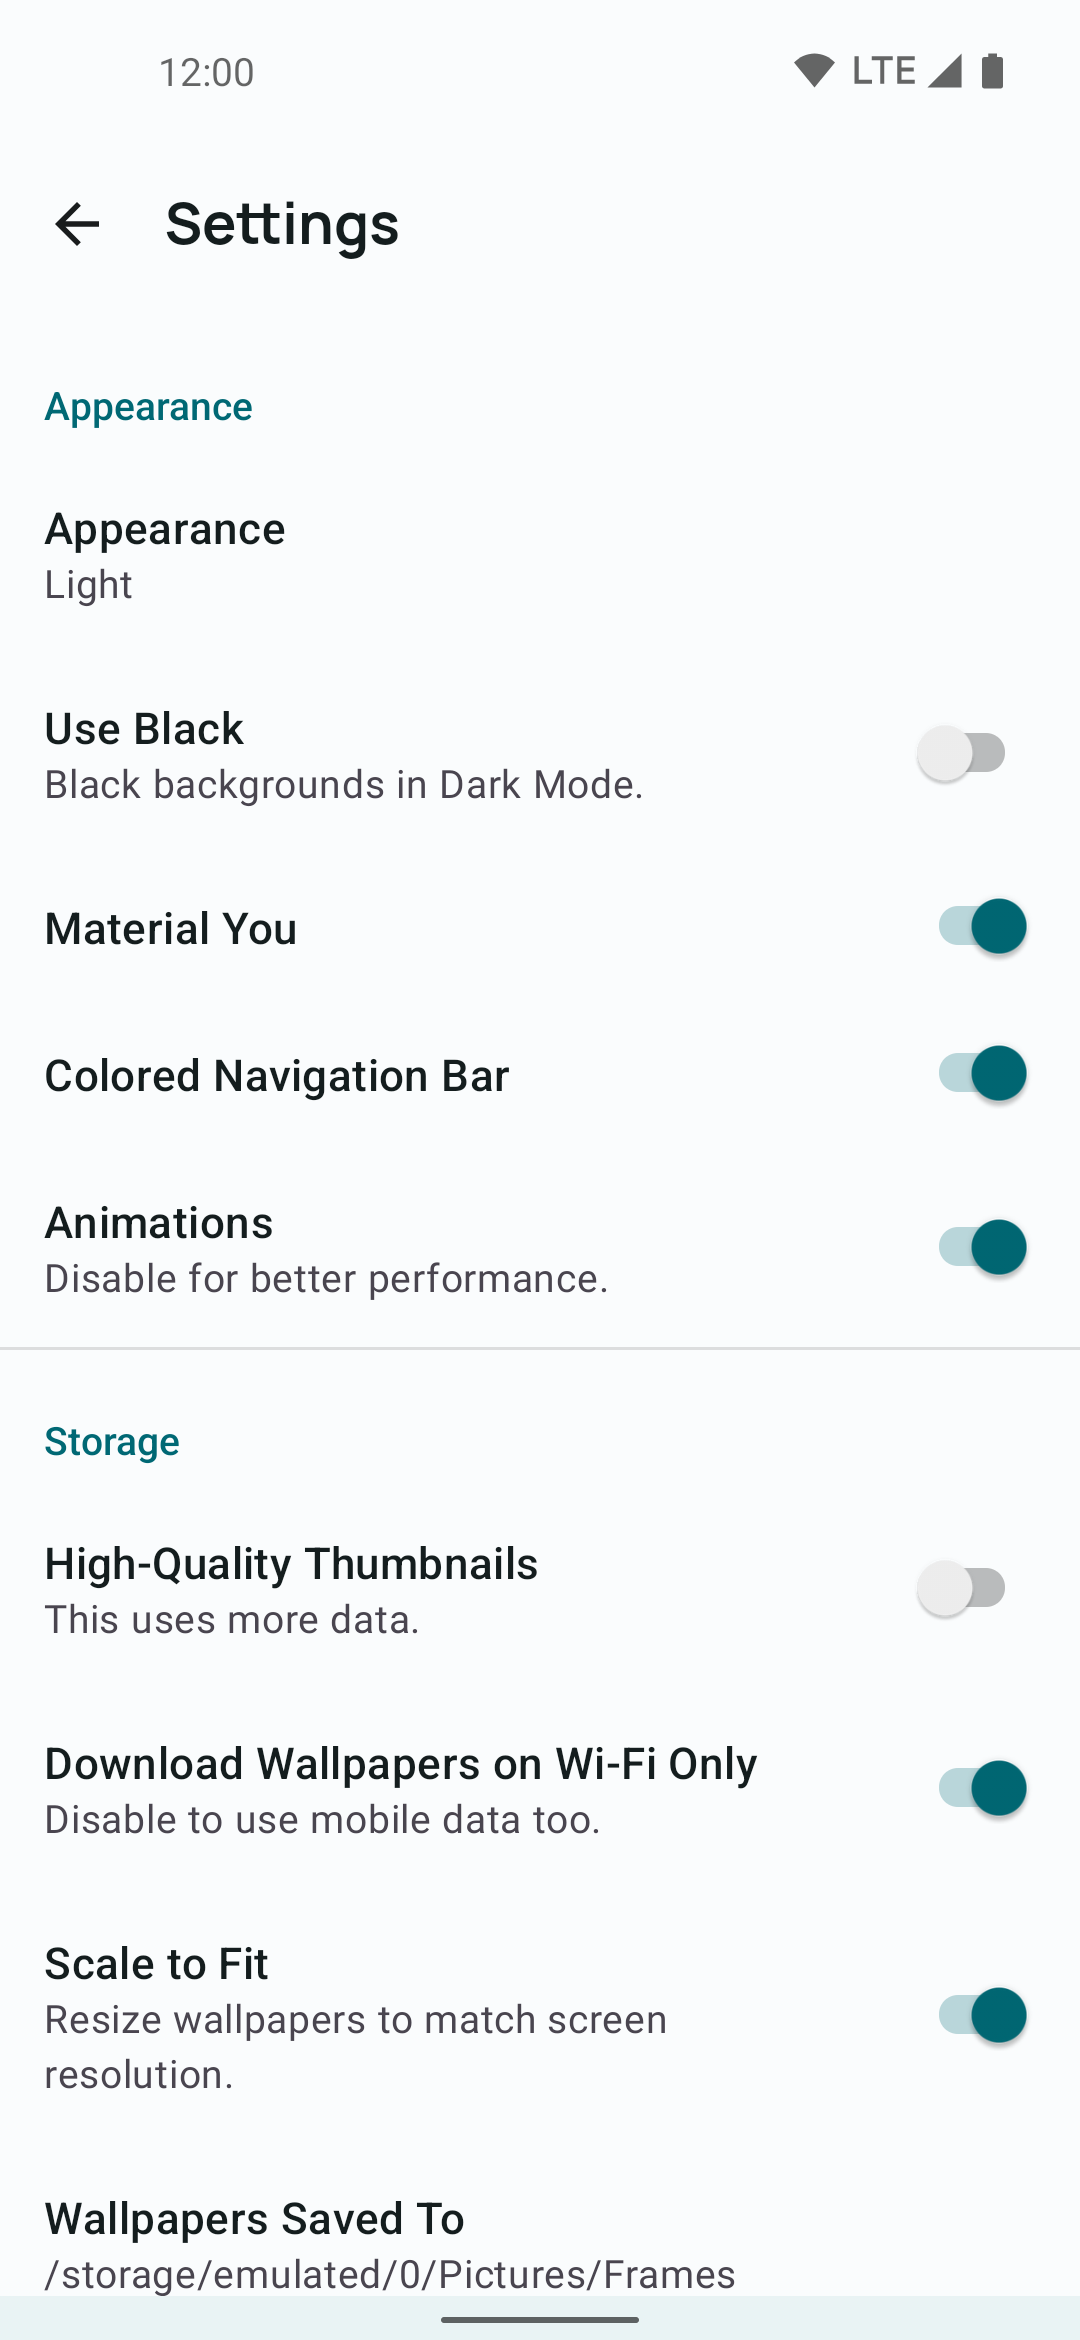 12:00
LTE
Settings
Appearance
Appearance
Light
Use Black
Black backgrounds in Dark Mode.
Material You
Colored Navigation Bar
Animations
Disable for better performance.
Storage
High-Quality Thumbnails
This uses more data.
Download Wallpapers on Wi-Fi Only
Disable to use mobile data too.
Scale to Fit
Resize wallpapers to match screen
resolution.
Wallpapers Saved To
/storage/emulated/0/Pictures/Frames